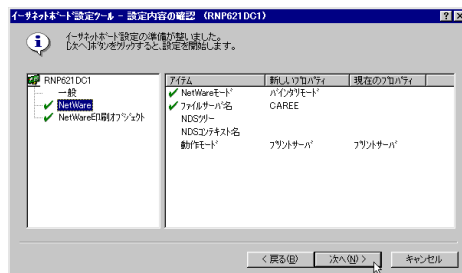 イーサネットボード設定ツール - 設定内容の確認 (RNP621DC1)
イーサネットボード設定の準備が整いました。
[次へ]ボタンをクリックすると、設定を開始します。
RNP621DC1
一般
NetWare
NetWare印刷オブジェクト
アイテム 新しいプロパティ 現在のプロパティ
NetWareモード バインダリモード
ファイルサーバ名 CAREE
NDSツリー
NDSコンテキスト名
動作モード プリントサーバ プリントサーバ
< 戻る(B) 次へ(N) > キャンセル